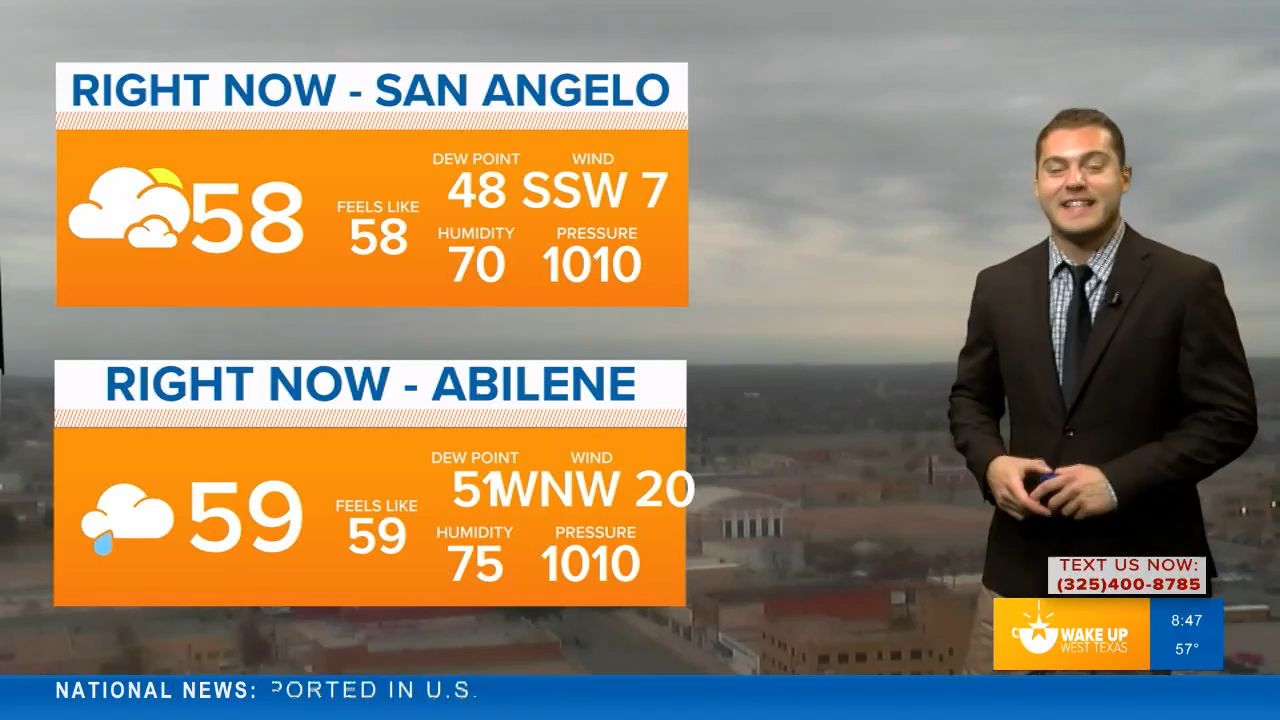 RIGHT NOW - SAN ANGELO
58
FEELS LIKE
58
DEW POINT
48
WIND
SSW 7
HUMIDITY
70
PRESSURE
1010
RIGHT NOW - ABILENE
59
FEELS LIKE
59
DEW POINT
51
WIND
WNW 20
HUMIDITY
75
PRESSURE
1010
TEXT US NOW:
(325)400-8785
WAKE UP
WEST TEXAS
8:47
57°
NATIONAL NEWS: PORTED IN U.S.